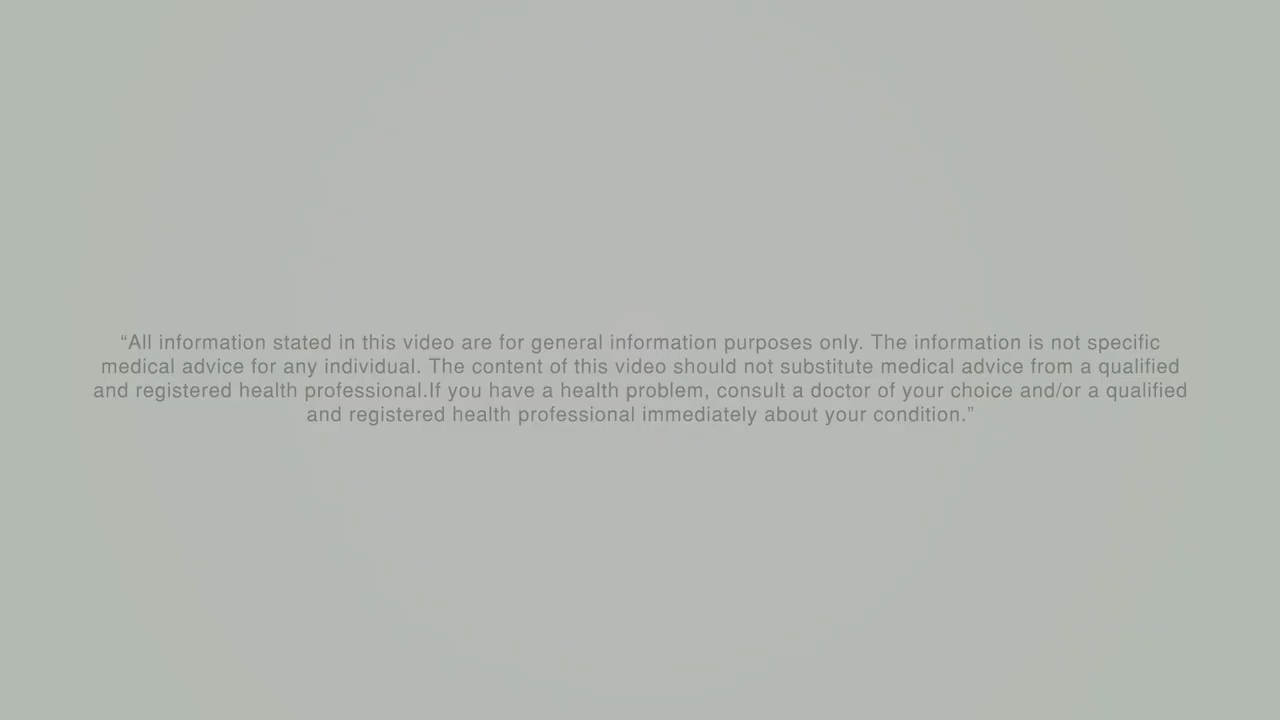 “All information stated in this video are for general information purposes only. The information is not specific
medical advice for any individual. The content of this video should not substitute medical advice from a qualified
and registered health professional.If you have a health problem, consult a doctor of your choice and/or a qualified
and registered health professional immediately about your condition.”